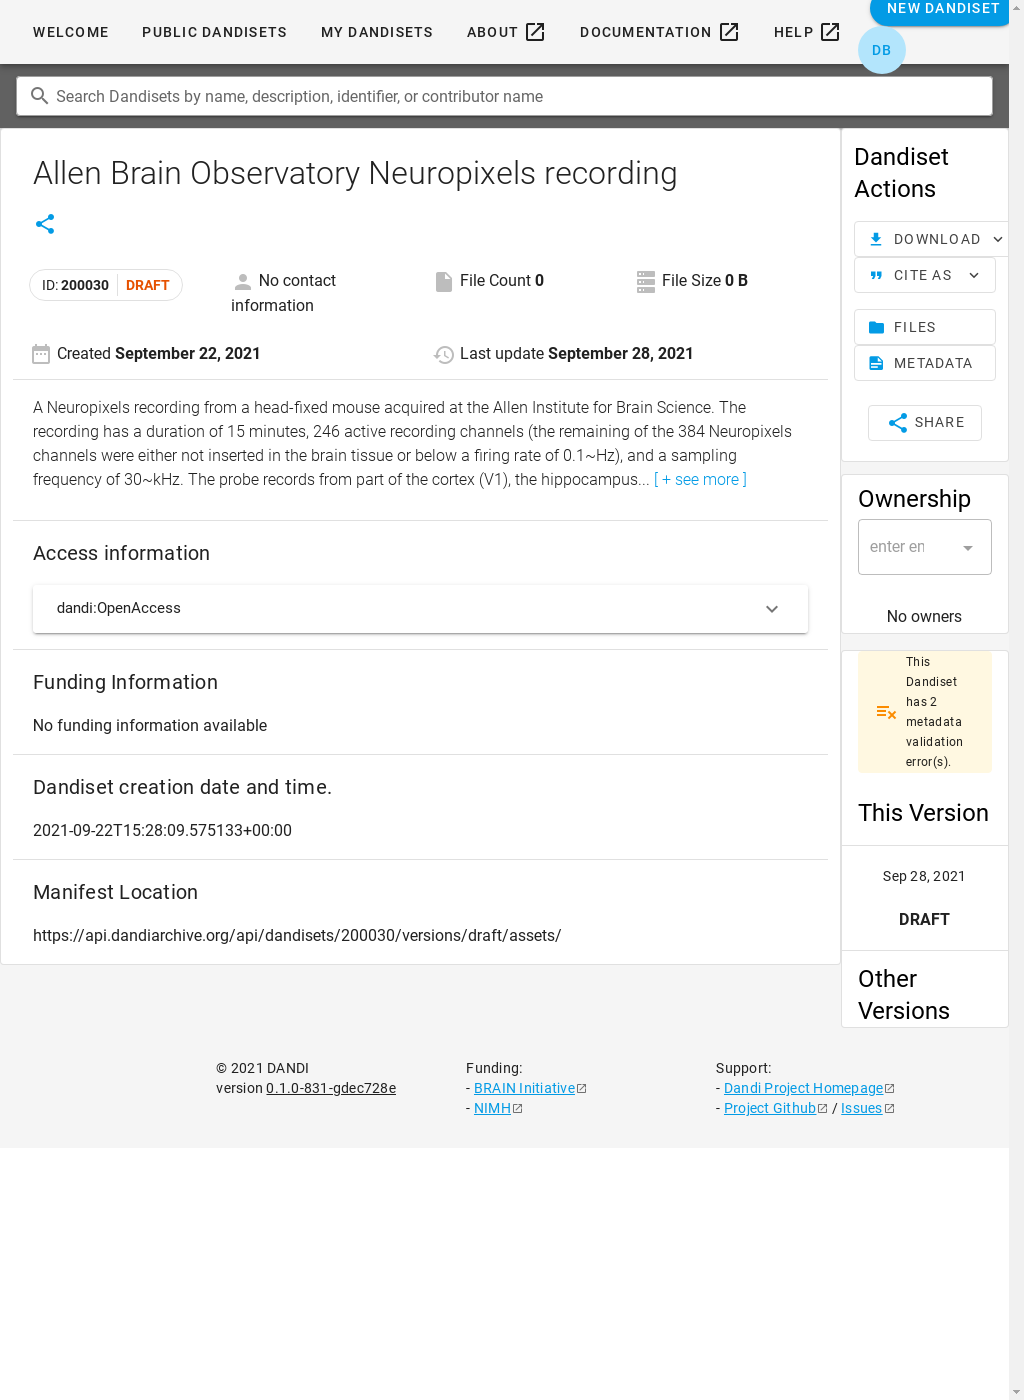 WELCOME PUBLIC DANDISETS MY DANDISETS ABOUT DOCUMENTATION HELP NEW DANDISET
DB
Search Dandisets by name, description, identifier, or contributor name
Allen Brain Observatory Neuropixels recording
ID: 200030 DRAFT
No contact information
File Count 0
File Size 0 B
Created September 22, 2021
Last update September 28, 2021
A Neuropixels recording from a head-fixed mouse acquired at the Allen Institute for Brain Science. The
recording has a duration of 15 minutes, 246 active recording channels (the remaining of the 384 Neuropixels
channels were either not inserted in the brain tissue or below a firing rate of 0.1~Hz), and a sampling
frequency of 30~kHz. The probe records from part of the cortex (V1), the hippocampus... [ + see more ]
Access information
dandi:OpenAccess
Funding Information
No funding information available
Dandiset creation date and time.
2021-09-22T15:28:09.575133+00:00
Manifest Location
https://api.dandiarchive.org/api/dandisets/200030/versions/draft/assets/
Dandiset
Actions
DOWNLOAD
CITE AS
FILES
METADATA
SHARE
Ownership
enter en
No owners
This
Dandiset
has 2
metadata
validation
error(s).
This Version
Sep 28, 2021
DRAFT
Other
Versions
© 2021 DANDI
version 0.1.0-831-gdec728e
Funding:
- BRAIN Initiative
- NIMH
Support:
- Dandi Project Homepage
- Project Github / Issues